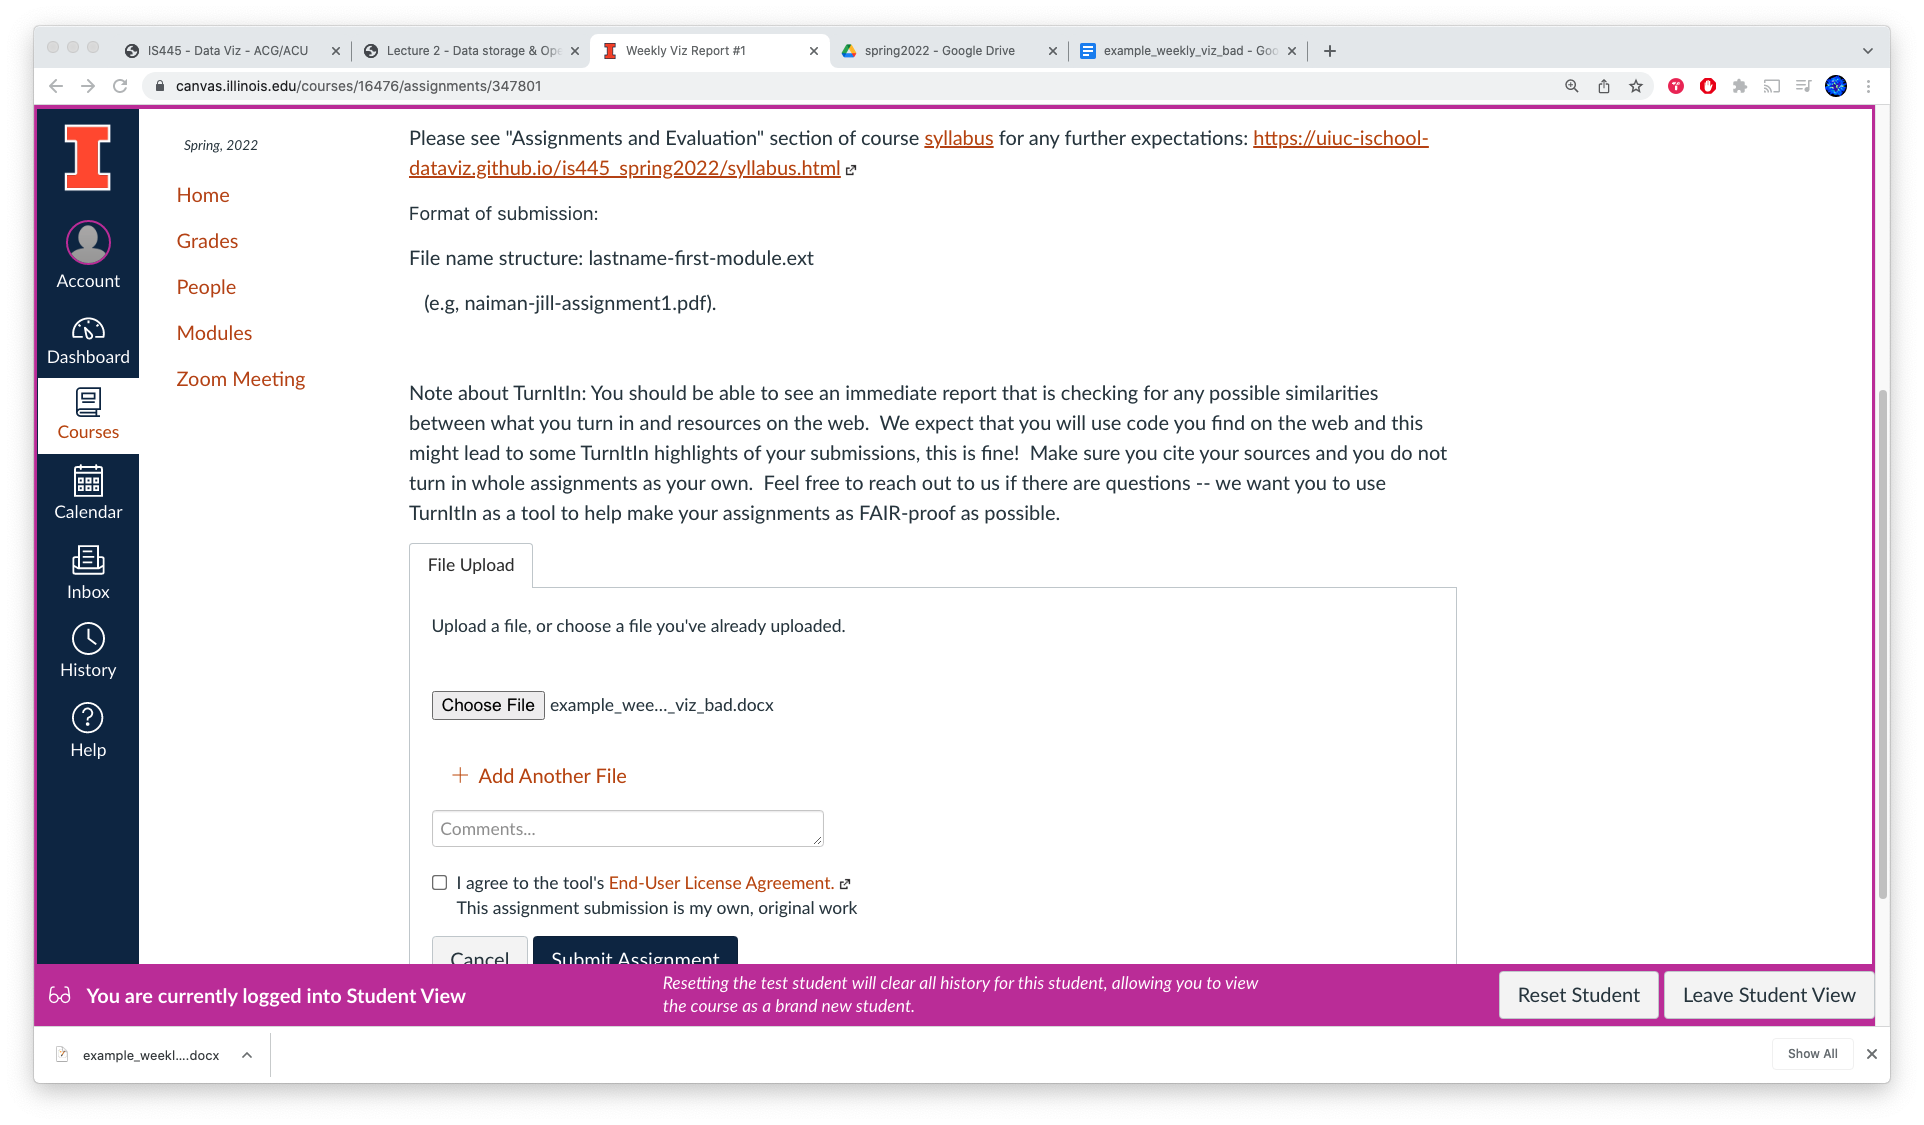 IS445 - Data Viz - ACG/ACU
Lecture 2 - Data storage & Ope
Weekly Viz Report #1
spring2022 - Google Drive
example_weekly_viz_bad - Goo
canvas.illinois.edu/courses/16476/assignments/347801
Account
Dashboard
Courses
Calendar
Inbox
History
Help
Spring, 2022
Home
Grades
People
Modules
Zoom Meeting
Please see "Assignments and Evaluation" section of course syllabus for any further expectations: https://uiuc-ischool-
dataviz.github.io/is445_spring2022/syllabus.html
Format of submission:
File name structure: lastname-first-module.ext
(e.g, naiman-jill-assignment1.pdf).
Note about TurnItIn: You should be able to see an immediate report that is checking for any possible similarities
between what you turn in and resources on the web.  We expect that you will use code you find on the web and this
might lead to some TurnItIn highlights of your submissions, this is fine!  Make sure you cite your sources and you do not
turn in whole assignments as your own.  Feel free to reach out to us if there are questions -- we want you to use
TurnItIn as a tool to help make your assignments as FAIR-proof as possible.
File Upload
Upload a file, or choose a file you've already uploaded.
Choose File example_wee..._viz_bad.docx
+ Add Another File
Comments...
I agree to the tool's End-User License Agreement.
This assignment submission is my own, original work
Cancel Submit Assignment
You are currently logged into Student View
Resetting the test student will clear all history for this student, allowing you to view
the course as a brand new student.
Reset Student
Leave Student View
example_weekl....docx
Show All